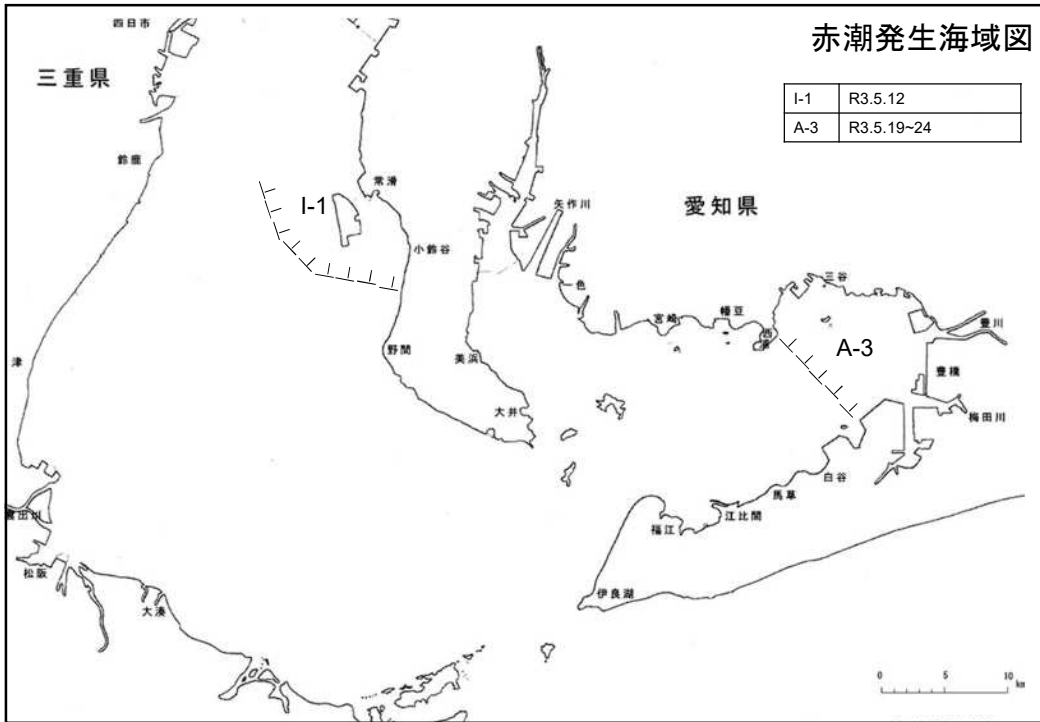 赤潮発生海域図
I-1 R3.5.12
A-3 R3.5.19~24
四日市
三重県
鈴鹿
津
松阪
大湊
常滑
I-1
小鈴谷
野間
美浜
大井
矢作川
愛知県
一色
宮崎
幡豆
西浦
三谷
A-3
豊川
豊橋
梅田川
白谷
馬草
江比間
福江
伊良湖
0 5 10
km